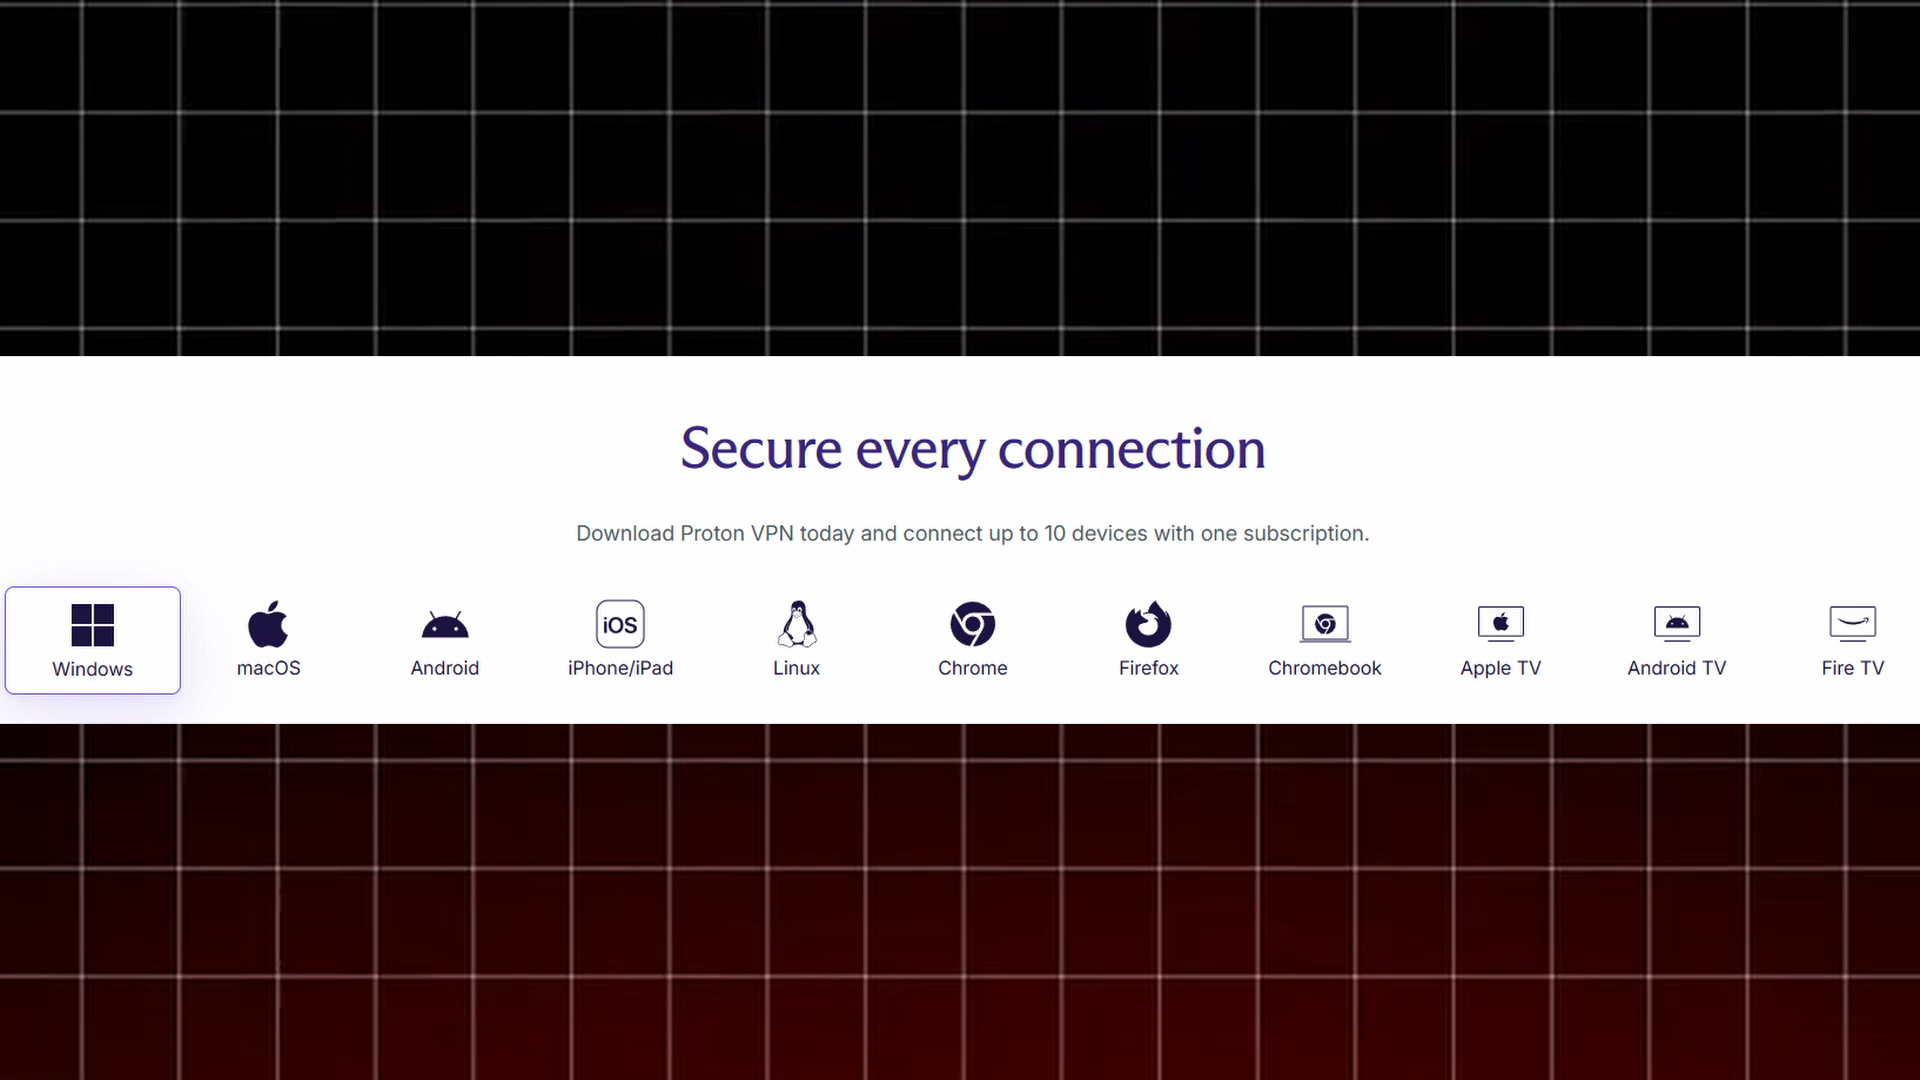 Secure every connection
Download Proton VPN today and connect up to 10 devices with one subscription.
iOS
Windows macOS Android iPhone/iPad Linux Chrome Firefox Chromebook Apple TV Android TV Fire TV